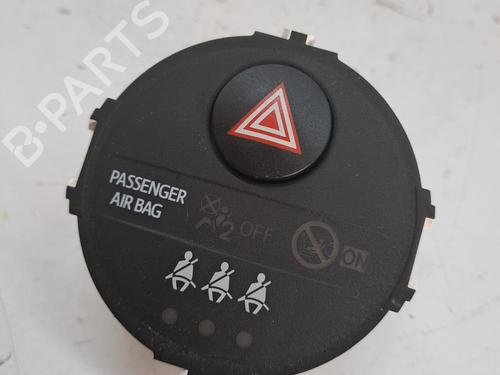 B-PARTS
PASSENGER
AIR BAG
2 OFF
ON